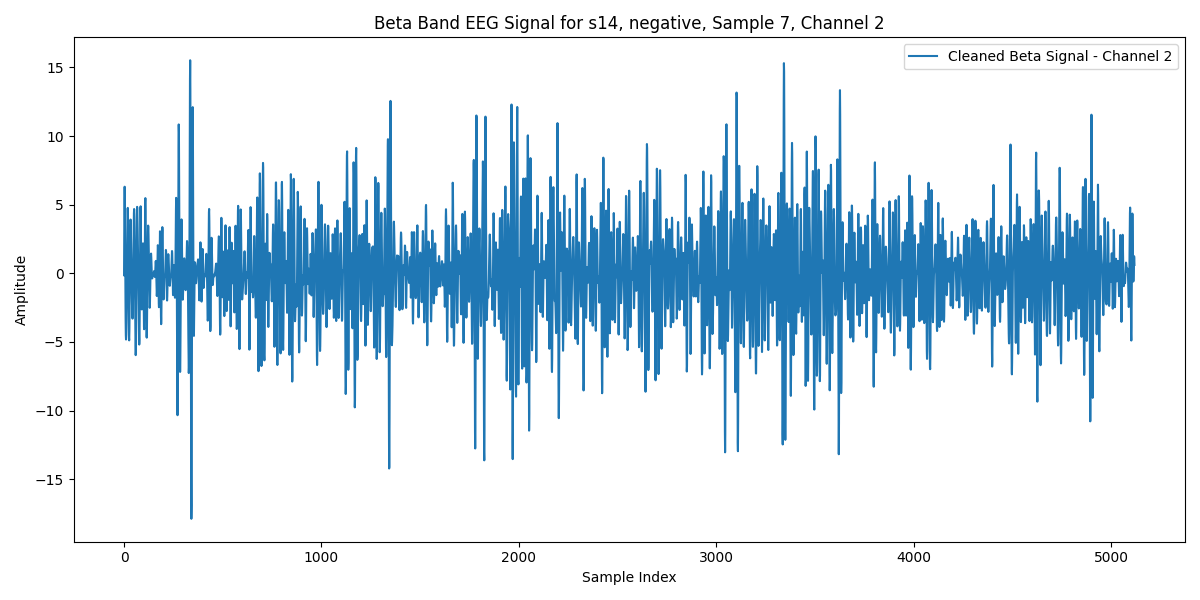 Beta Band EEG Signal for s14, negative, Sample 7, Channel 2
Cleaned Beta Signal - Channel 2
Amplitude
15
10
5
0
−5
−10
−15
0 1000 2000 3000 4000 5000
Sample Index